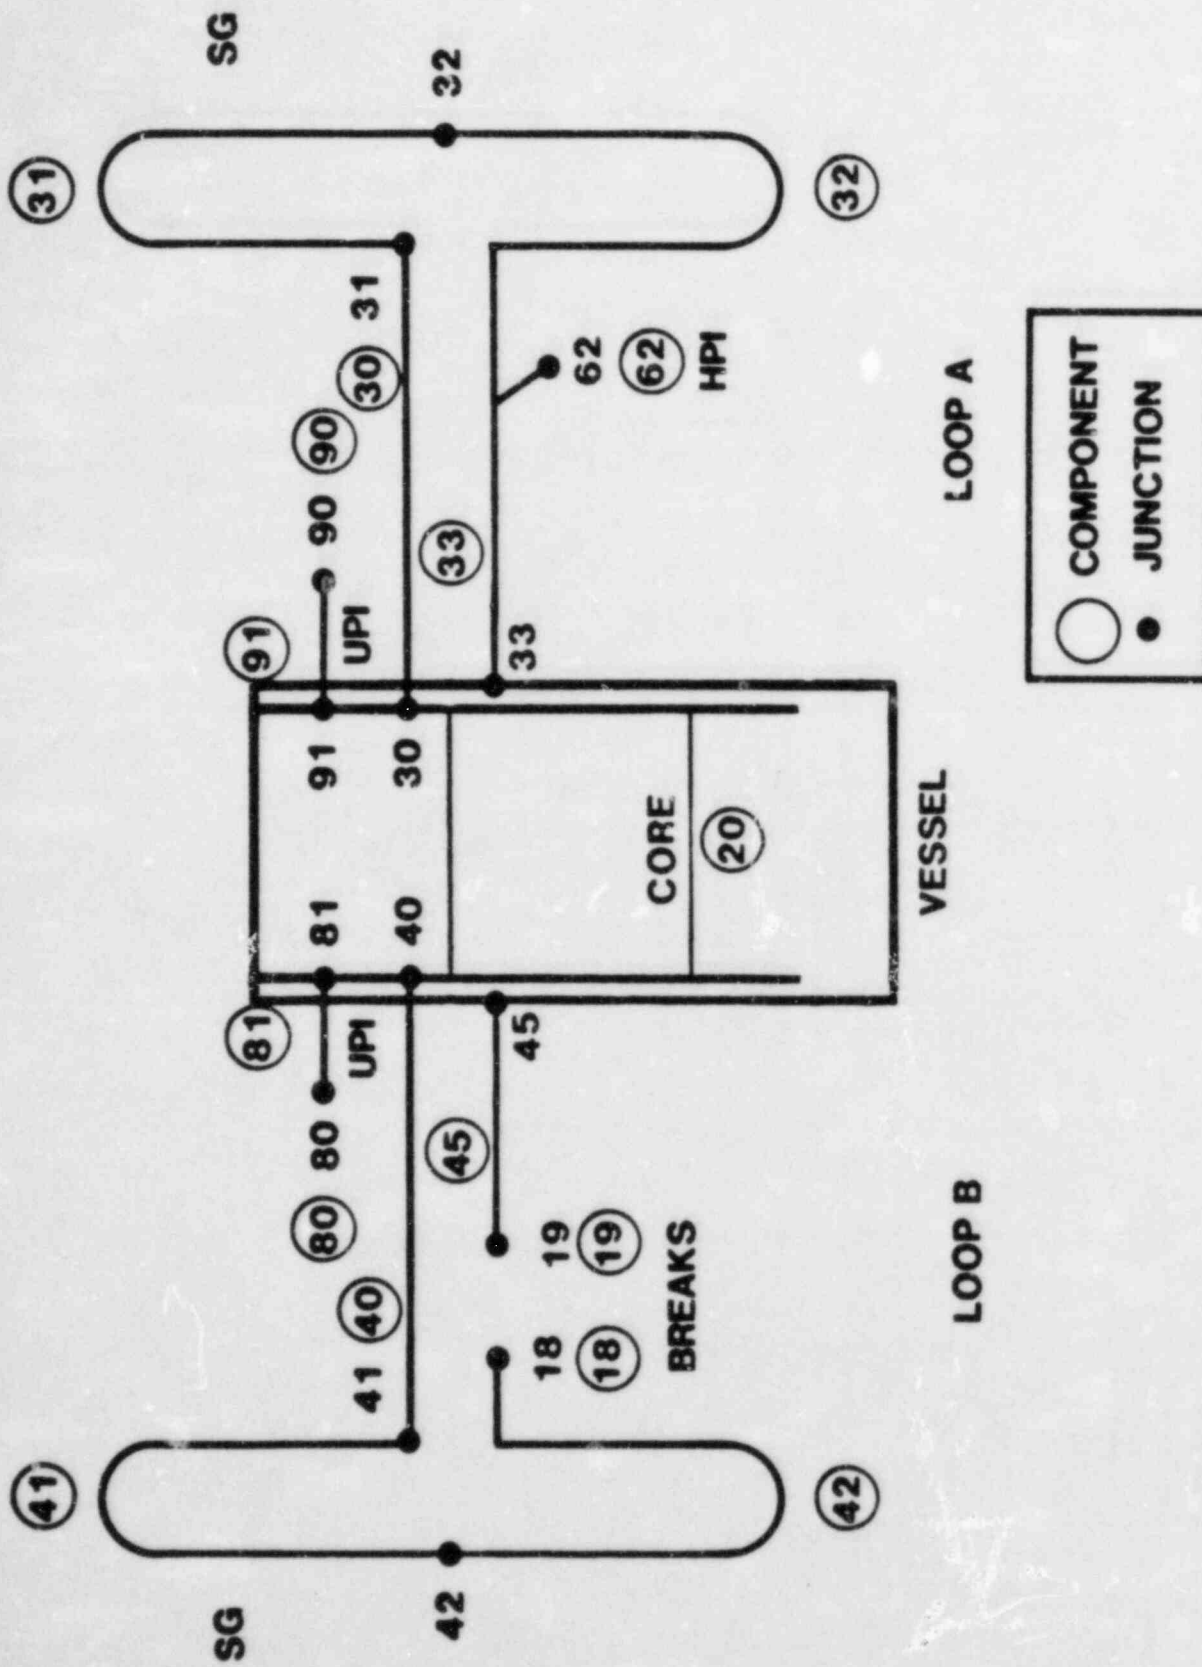 41 31
SG SG
81 91
80 80 81 91 90 90
41 40 UPI UPI 30 31
40 30
42 45 33 32
45 33
18 19 62
18 19 62
BREAKS CORE HPI
20
42 32
VESSEL
LOOP B LOOP A
COMPONENT
JUNCTION